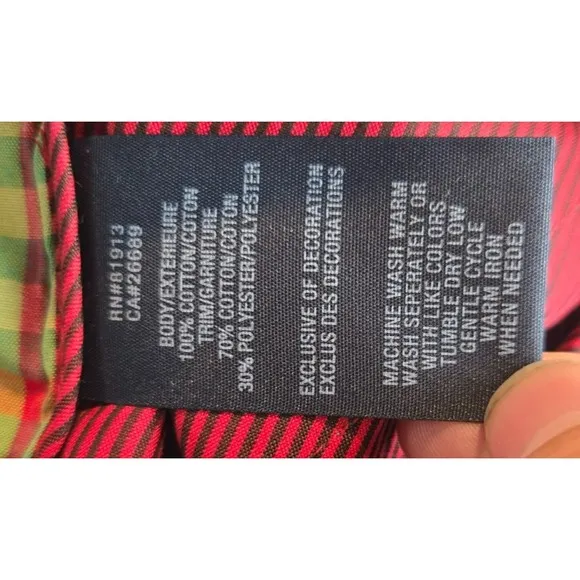 RN#81913
CA#26689
BODY/EXTERIEURE
100% COTTON/COTON
TRIM/GARNITURE
70% COTTON/COTON
30% POLYESTER/POLYESTER
EXCLUSIVE OF DECORATION
EXCLUS DES DECORATIONS
MACHINE WASH WARM
WASH SEPERATELY OR
WITH LIKE COLORS
TUMBLE DRY LOW
GENTLE CYCLE
WARM IRON
WHEN NEEDED